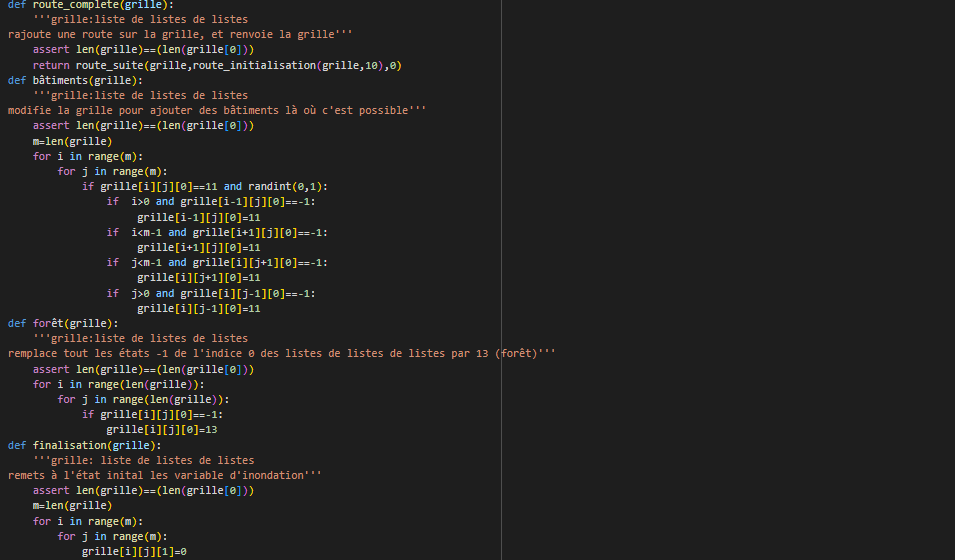 def route_complete(grille):
    '''grille:liste de listes de listes
rajoute une route sur la grille, et renvoie la grille'''
    assert len(grille)==(len(grille[0]))
    return route_suite(grille,route_initialisation(grille,10),0)
def bâtiments(grille):
    '''grille:liste de listes de listes
modifie la grille pour ajouter des bâtiments là où c'est possible'''
    assert len(grille)==(len(grille[0]))
    m=len(grille)
    for i in range(m):
        for j in range(m):
            if grille[i][j][0]==11 and randint(0,1):
                if  i>0 and grille[i-1][j][0]==-1:
                     grille[i-1][j][0]=11
                if  i<m-1 and grille[i+1][j][0]==-1:
                     grille[i+1][j][0]=11
                if  j<m-1 and grille[i][j+1][0]==-1:
                     grille[i][j+1][0]=11
                if  j>0 and grille[i][j-1][0]==-1:
                     grille[i][j-1][0]=11
def forêt(grille):
    '''grille:liste de listes de listes
remplace tout les états -1 de l'indice 0 des listes de listes de listes par 13 (forêt)'''
    assert len(grille)==(len(grille[0]))
    for i in range(len(grille)):
        for j in range(len(grille)):
            if grille[i][j][0]==-1:
                grille[i][j][0]=13
def finalisation(grille):
    '''grille: liste de listes de listes
remets à l'état inital les variable d'inondation'''
    assert len(grille)==(len(grille[0]))
    m=len(grille)
    for i in range(m):
        for j in range(m):
            grille[i][j][1]=0